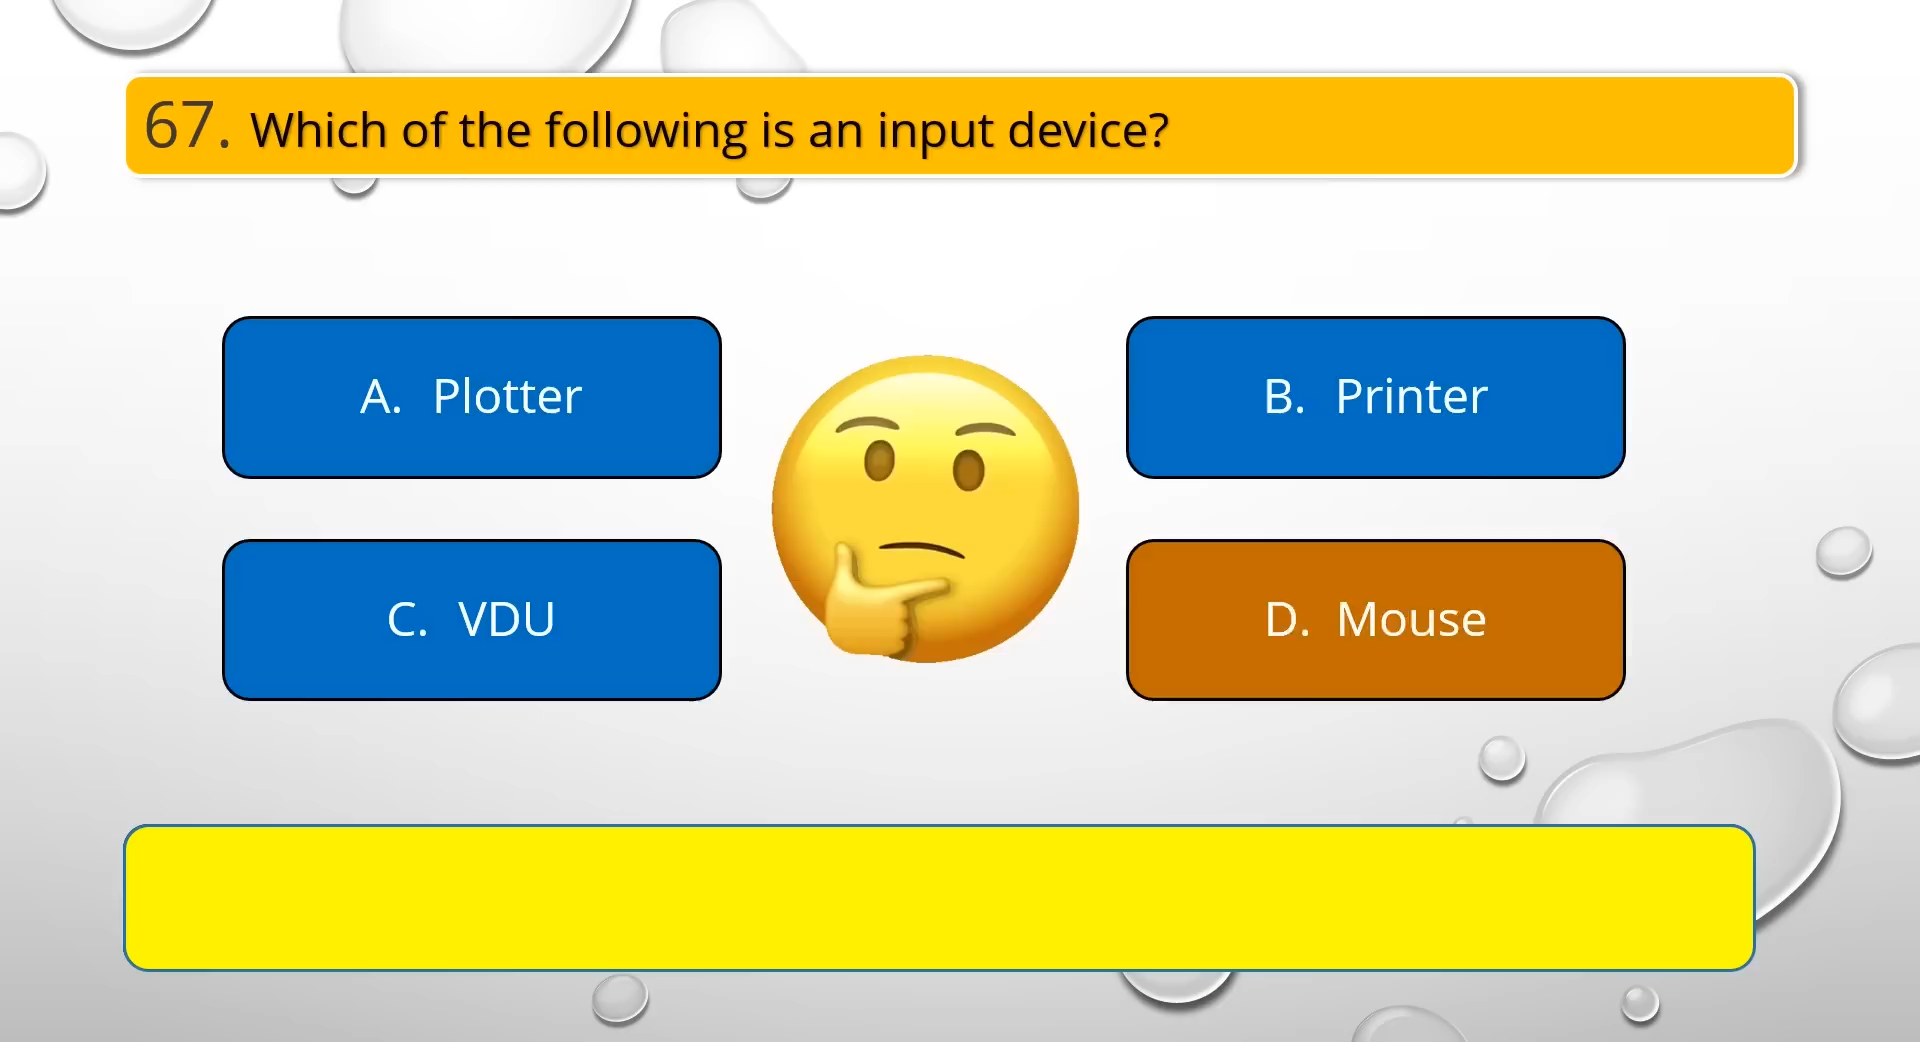 67. Which of the following is an input device?
A. Plotter
B. Printer
C. VDU
D. Mouse